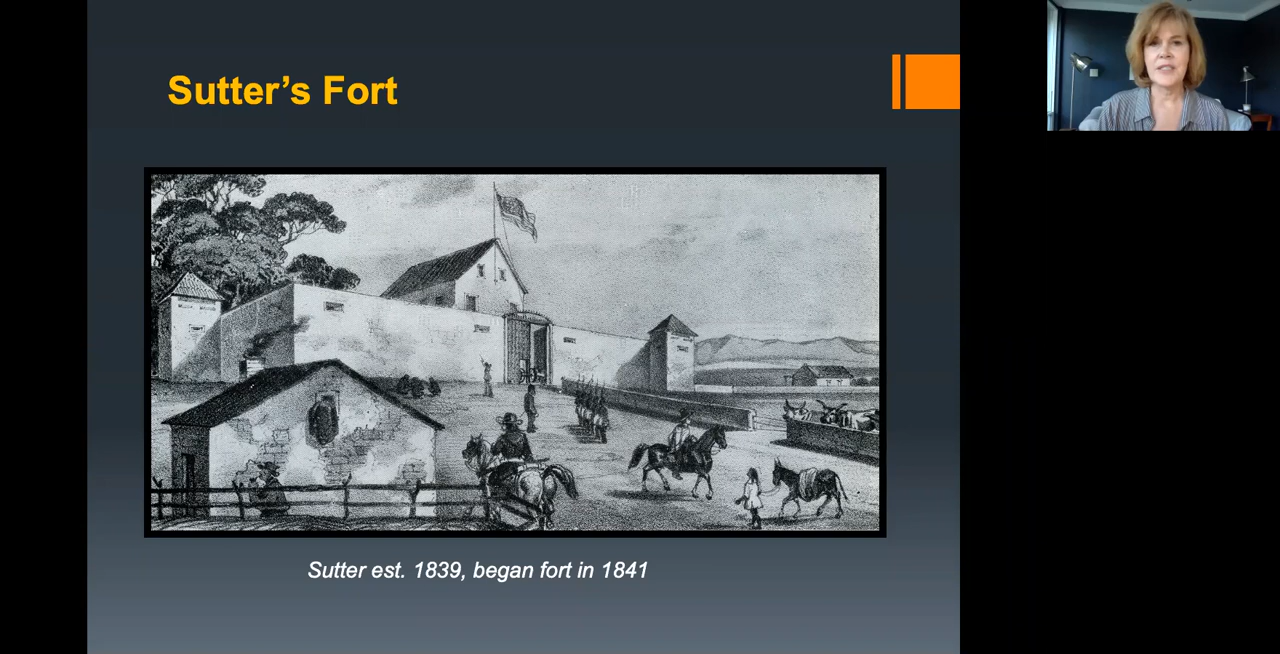 Sutter’s Fort
Sutter est. 1839, began fort in 1841